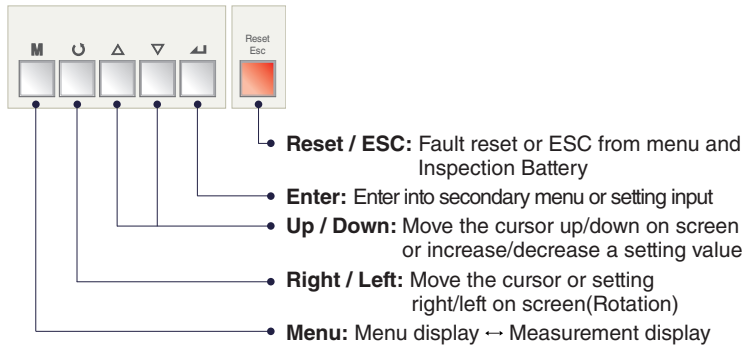 M
Reset
Esc
Reset / ESC: Fault reset or ESC from menu and
Inspection Battery
Enter: Enter into secondary menu or setting input
Up / Down: Move the cursor up/down on screen
or increase/decrease a setting value
Right / Left: Move the cursor or setting
right/left on screen(Rotation)
Menu: Menu display ↔ Measurement display